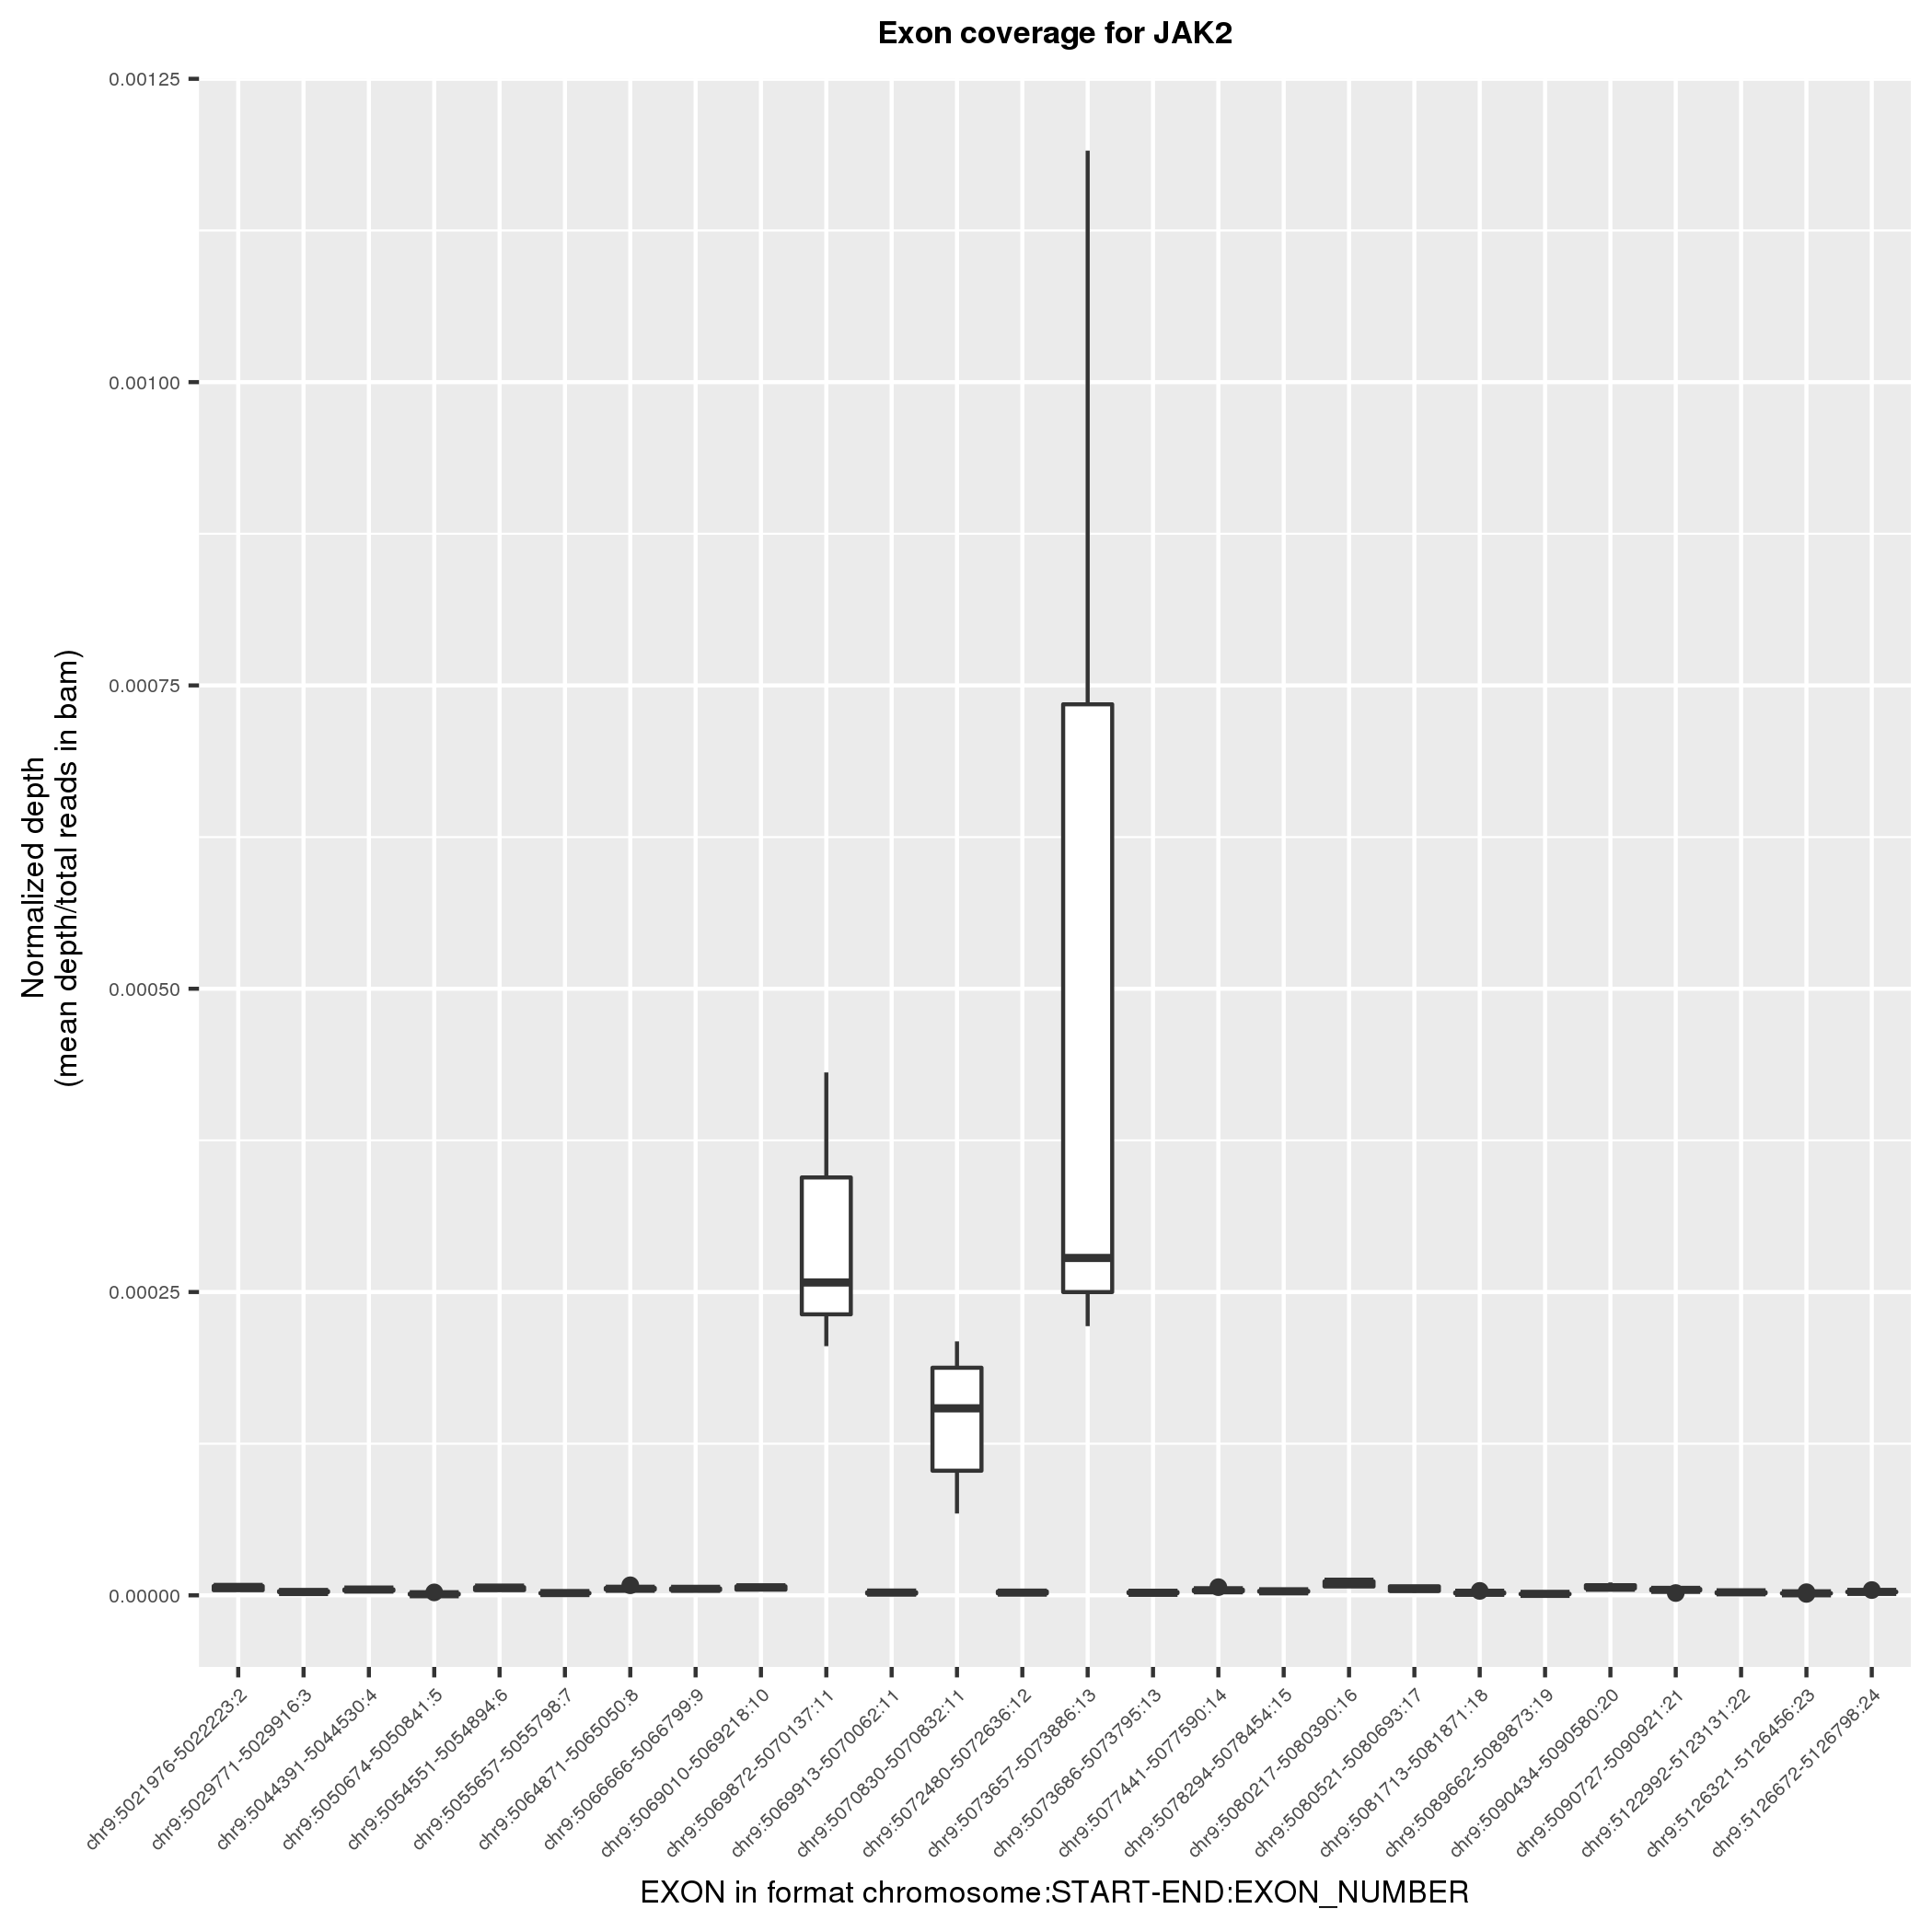 Exon coverage for JAK2
0.00125
0.00100
0.00075
0.00050
0.00025
0.00000
Normalized depth
(mean depth/total reads in bam)
chr9:5021976-5022223:2
chr9:5029771-5029916:3
chr9:5044391-5044530:4
chr9:5050674-5050841:5
chr9:5054551-5054894:6
chr9:5055657-5055798:7
chr9:5064871-5065050:8
chr9:5066666-5066799:9
chr9:5069010-5069218:10
chr9:5069872-5070137:11
chr9:5069913-5070062:11
chr9:5070830-5070832:11
chr9:5072480-5072636:12
chr9:5073657-5073886:13
chr9:5073686-5073795:13
chr9:5077441-5077590:14
chr9:5078294-5078454:15
chr9:5080217-5080390:16
chr9:5080521-5080693:17
chr9:5081713-5081871:18
chr9:5089662-5089873:19
chr9:5090434-5090580:20
chr9:5090727-5090921:21
chr9:5122992-5123131:22
chr9:5126321-5126456:23
chr9:5126672-5126798:24
EXON in format chromosome:START-END:EXON_NUMBER